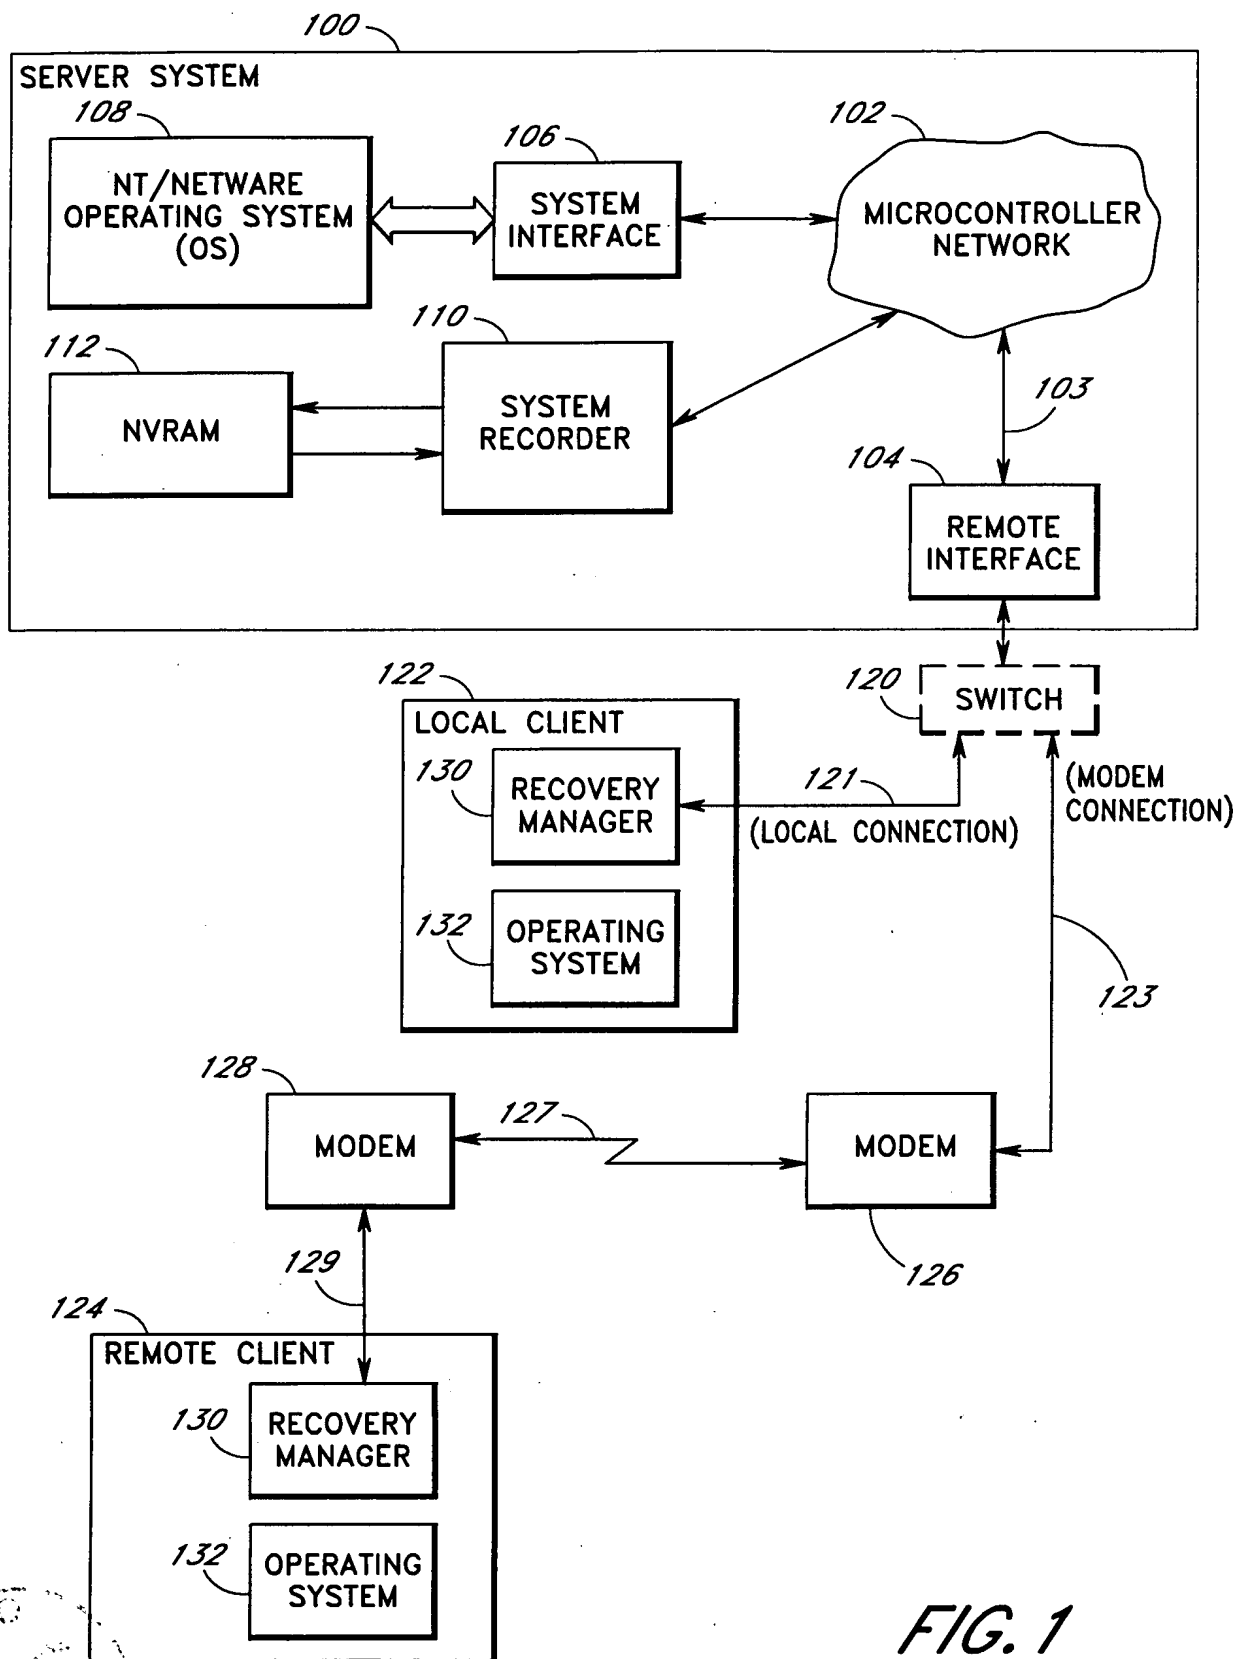 100
SERVER SYSTEM
108
NT/NETWARE
OPERATING SYSTEM
(OS)
106
SYSTEM
INTERFACE
102
MICROCONTROLLER
NETWORK
112
NVRAM
110
SYSTEM
RECORDER
103
104
REMOTE
INTERFACE
120
SWITCH
122
LOCAL CLIENT
130
RECOVERY
MANAGER
121
(LOCAL CONNECTION)
(MODEM
CONNECTION)
132
OPERATING
SYSTEM
123
128
MODEM
127
MODEM
126
129
124
REMOTE CLIENT
130
RECOVERY
MANAGER
132
OPERATING
SYSTEM
FIG. 1